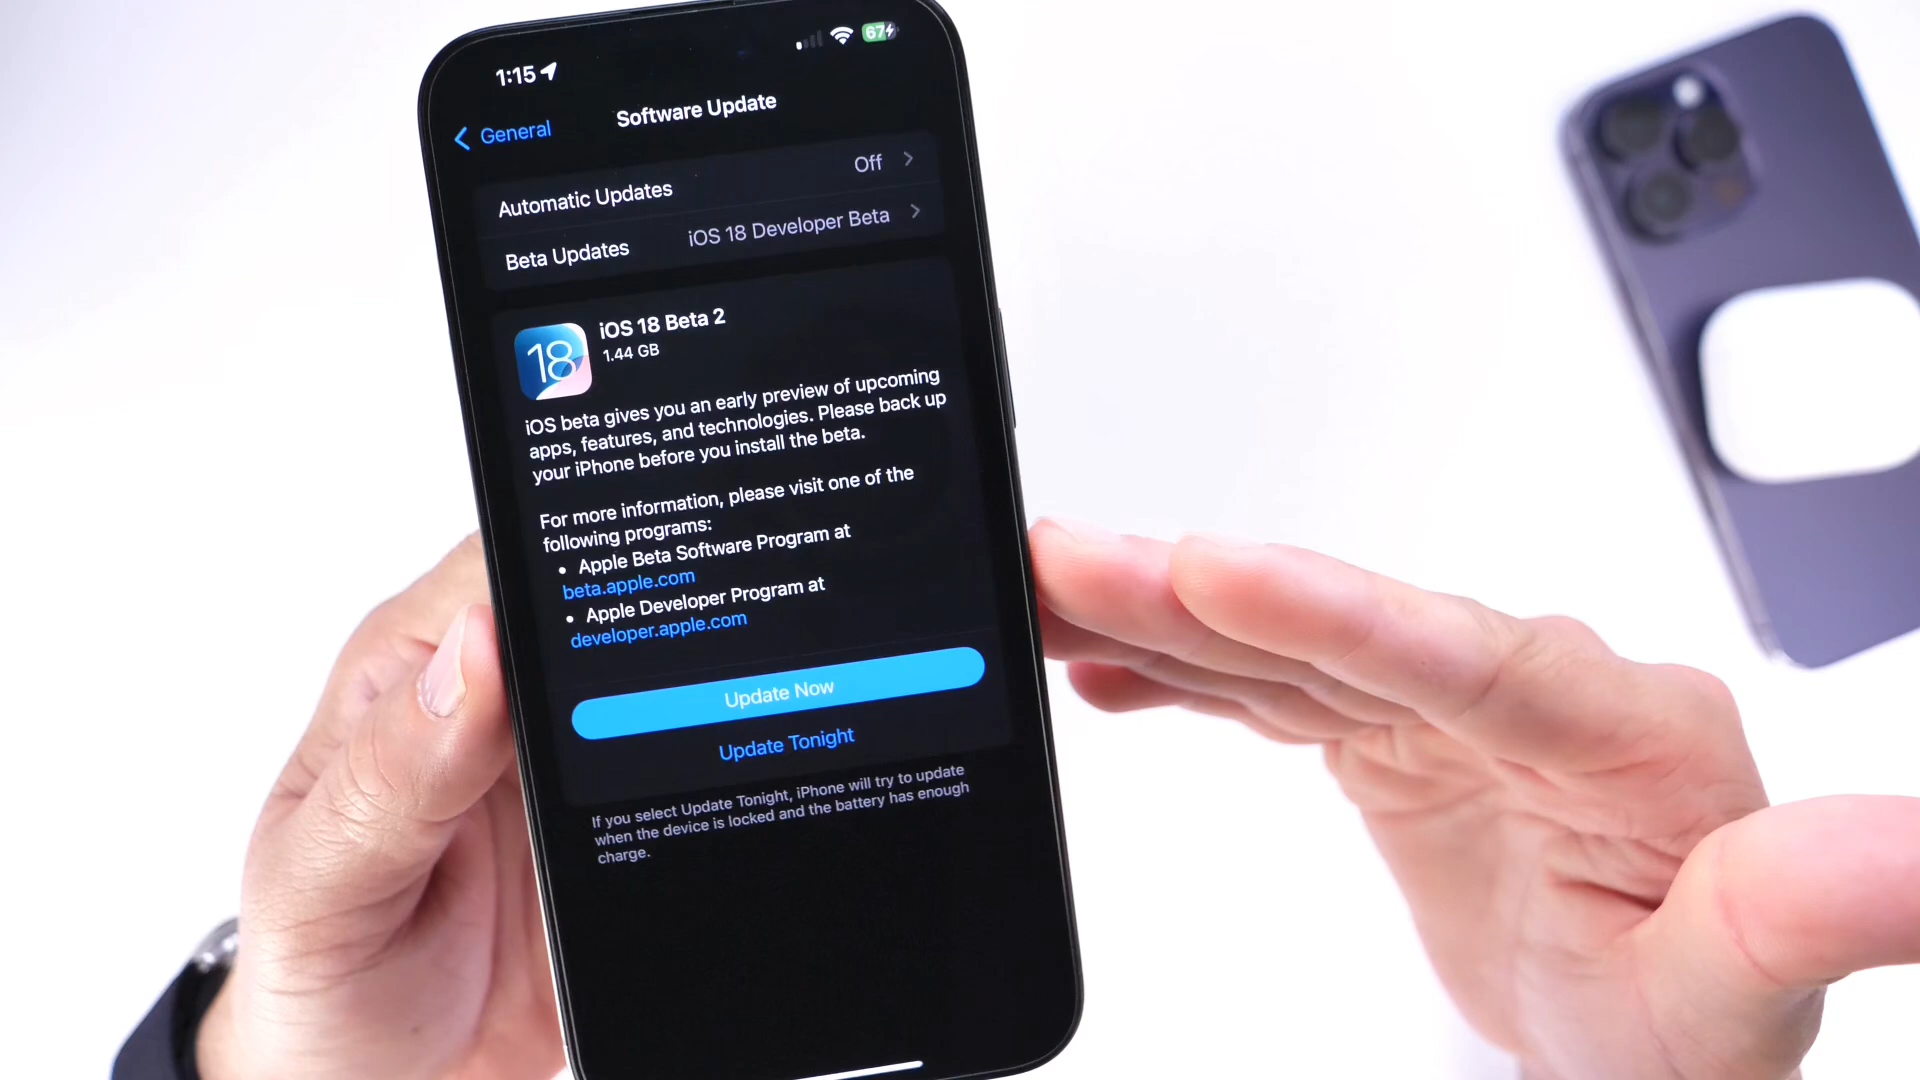 1:15
67
General
Software Update
Automatic Updates
Off
Beta Updates
iOS 18 Developer Beta
18
iOS 18 Beta 2
1.44 GB
iOS beta gives you an early preview of upcoming
apps, features, and technologies. Please back up
your iPhone before you install the beta.
For more information, please visit one of the
following programs:
• Apple Beta Software Program at
beta.apple.com
• Apple Developer Program at
developer.apple.com
Update Now
Update Tonight
If you select Update Tonight, iPhone will try to update
when the device is locked and the battery has enough
charge.